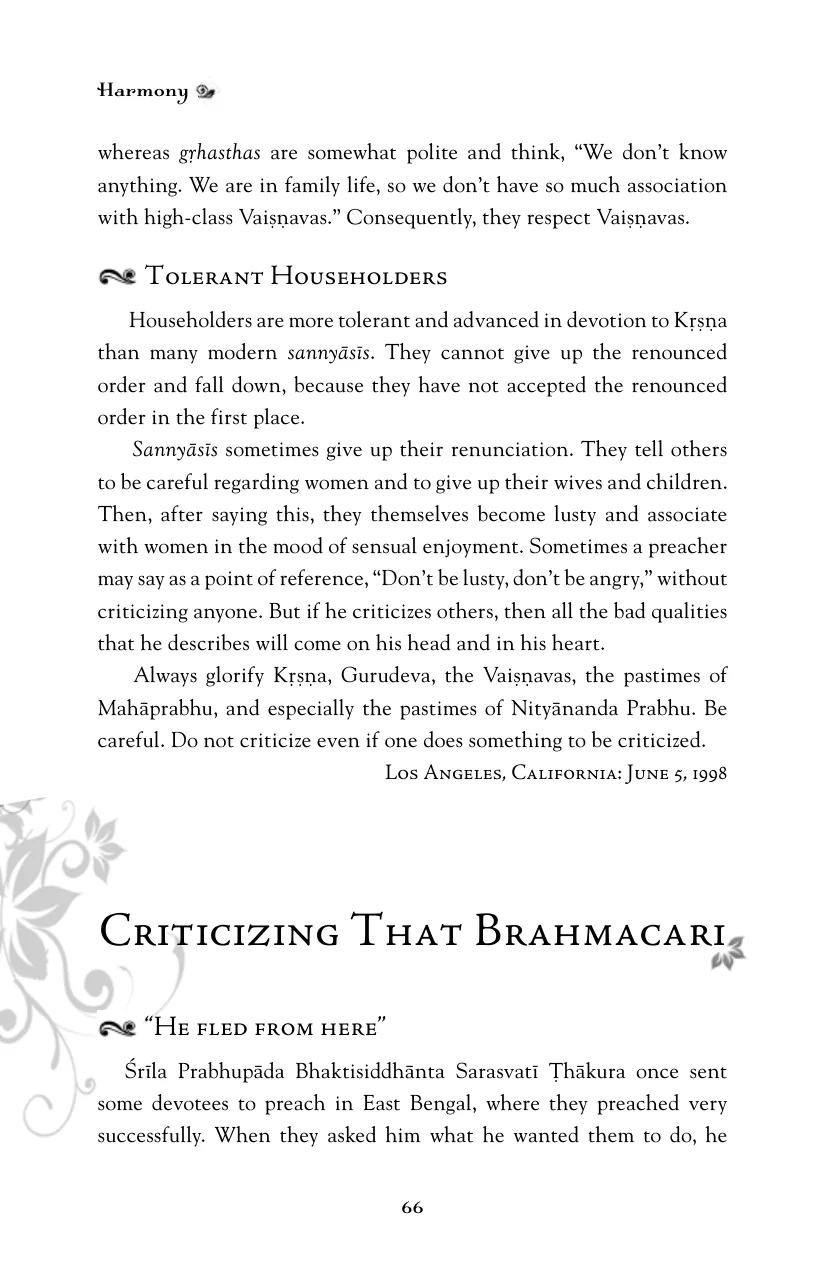 Harmony
whereas gṛhasthas are somewhat polite and think, “We don’t know
anything. We are in family life, so we don’t have so much association
with high-class Vaiṣṇavas.” Consequently, they respect Vaiṣṇavas.
Tolerant Householders
Householders are more tolerant and advanced in devotion to Kṛṣṇa
than many modern sannyāsīs. They cannot give up the renounced
order and fall down, because they have not accepted the renounced
order in the first place.
Sannyāsīs sometimes give up their renunciation. They tell others
to be careful regarding women and to give up their wives and children.
Then, after saying this, they themselves become lusty and associate
with women in the mood of sensual enjoyment. Sometimes a preacher
may say as a point of reference, “Don’t be lusty, don’t be angry,” without
criticizing anyone. But if he criticizes others, then all the bad qualities
that he describes will come on his head and in his heart.
Always glorify Kṛṣṇa, Gurudeva, the Vaiṣṇavas, the pastimes of
Mahāprabhu, and especially the pastimes of Nityānanda Prabhu. Be
careful. Do not criticize even if one does something to be criticized.
Los Angeles, California: June 5, 1998
Criticizing That Brahmacari
“He fled from here”
Śrīla Prabhupāda Bhaktisiddhānta Sarasvatī Ṭhākura once sent
some devotees to preach in East Bengal, where they preached very
successfully. When they asked him what he wanted them to do, he
66